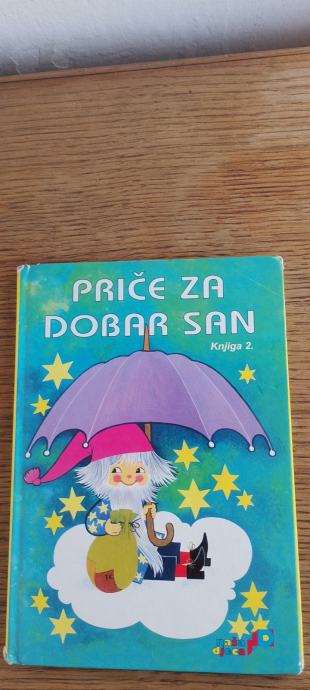 PRIČE ZA
DOBAR SAN
Knjiga 2.
naša
djeca